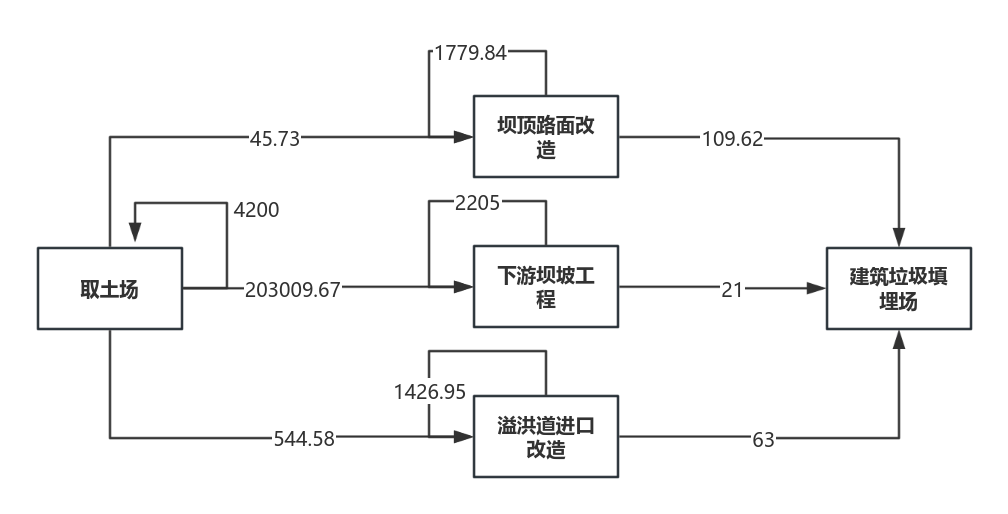 1779.84
45.73
坝顶路面改
造
109.62
4200
2205
取土场
203009.67
下游坝坡工
程
21
建筑垃圾填
埋场
1426.95
544.58
溢洪道进口
改造
63